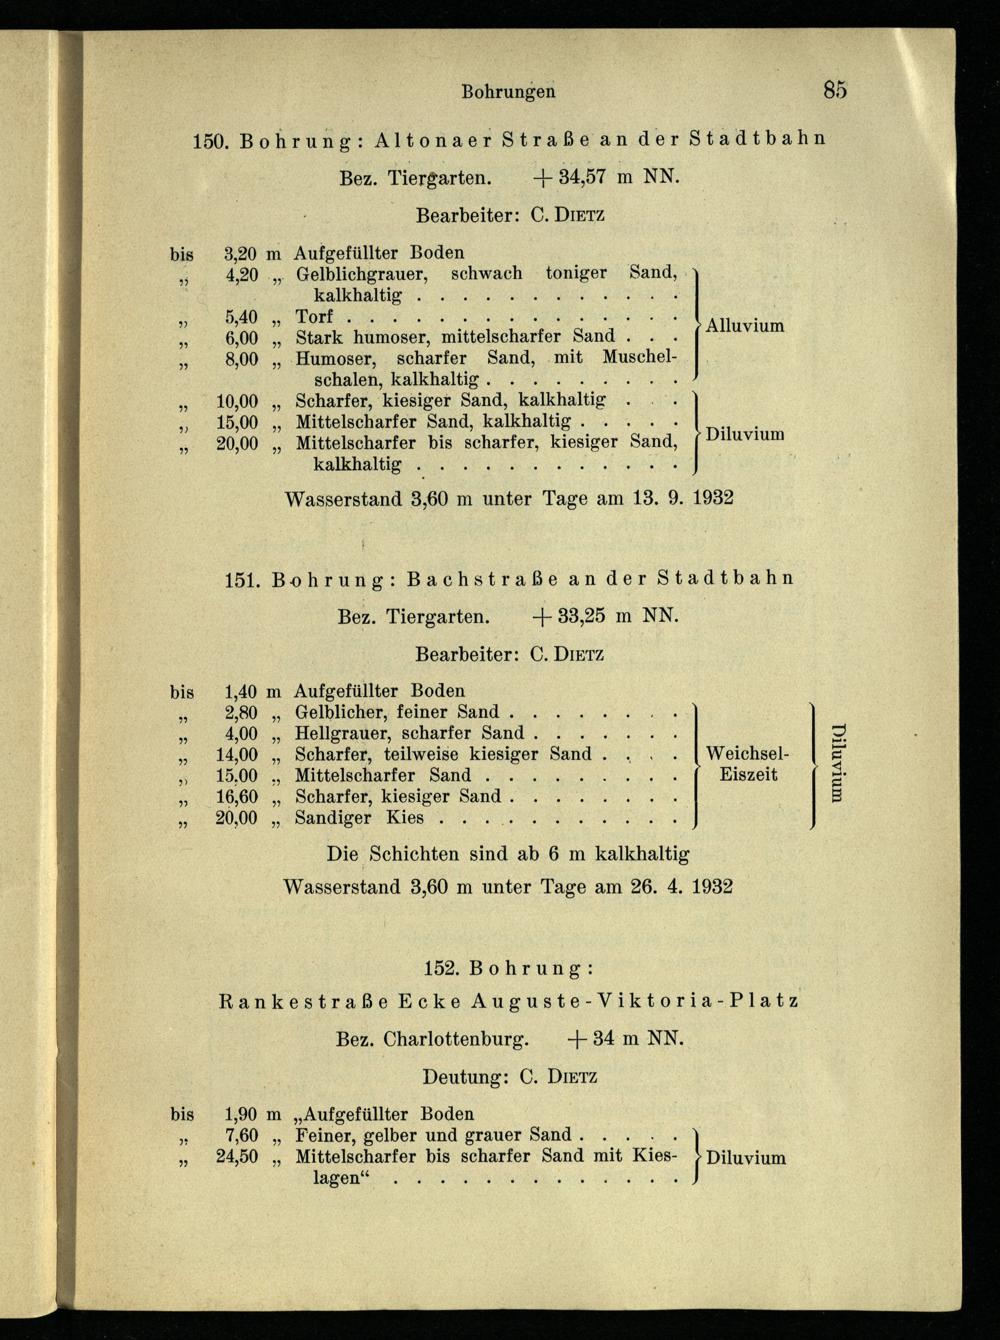 Bohrungen 85
150. Bohrung: Altonaer Straße an der Stadtbahn
Bez. Tiergarten. + 34,57 m NN.
Bearbeiter: C. DIETZ
bis 3,20 m Aufgefüllter Boden
„ 4,20 „ Gelblichgrauer, schwach toniger Sand,
kalkhaltig . . . . . . . . . . . .
„ 5,40 „ Torf . . . . . . . . . . . . . . .
„ 6,00 „ Stark humoser, mittelscharfer Sand . . .
„ 8,00 „ Humoser, scharfer Sand, mit Muschel-
schalen, kalkhaltig . . . . . . . . .
Alluvium
„ 10,00 „ Scharfer, kiesiger Sand, kalkhaltig . . .
„ 15,00 „ Mittelscharfer Sand, kalkhaltig . . . . .
„ 20,00 „ Mittelscharfer bis scharfer, kiesiger Sand,
kalkhaltig . . . . . . . . . . . .
Diluvium
Wasserstand 3,60 m unter Tage am 13. 9. 1932
151. Bohrung: Bachstraße an der Stadtbahn
Bez. Tiergarten. + 33,25 m NN.
Bearbeiter: C. DIETZ
bis 1,40 m Aufgefüllter Boden
„ 2,80 „ Gelblicher, feiner Sand . . . . . . . .
„ 4,00 „ Hellgrauer, scharfer Sand . . . . . . .
„ 14,00 „ Scharfer, teilweise kiesiger Sand . . . .
„ 15.00 „ Mittelscharfer Sand . . . . . . . . .
„ 16,60 „ Scharfer, kiesiger Sand . . . . . . . .
„ 20,00 „ Sandiger Kies . . . . . . . . . . .
Weichsel-
Eiszeit
Diluvium
Die Schichten sind ab 6 m kalkhaltig
Wasserstand 3,60 m unter Tage am 26. 4. 1932
152. Bohrung:
Rankestraße Ecke Auguste-Viktoria-Platz
Bez. Charlottenburg. + 34 m NN.
Deutung: C. DIETZ
bis 1,90 m „Aufgefüllter Boden
„ 7,60 „ Feiner, gelber und grauer Sand . . . . .
„ 24,50 „ Mittelscharfer bis scharfer Sand mit Kies-
lagen“ . . . . . . . . . . . . .
Diluvium